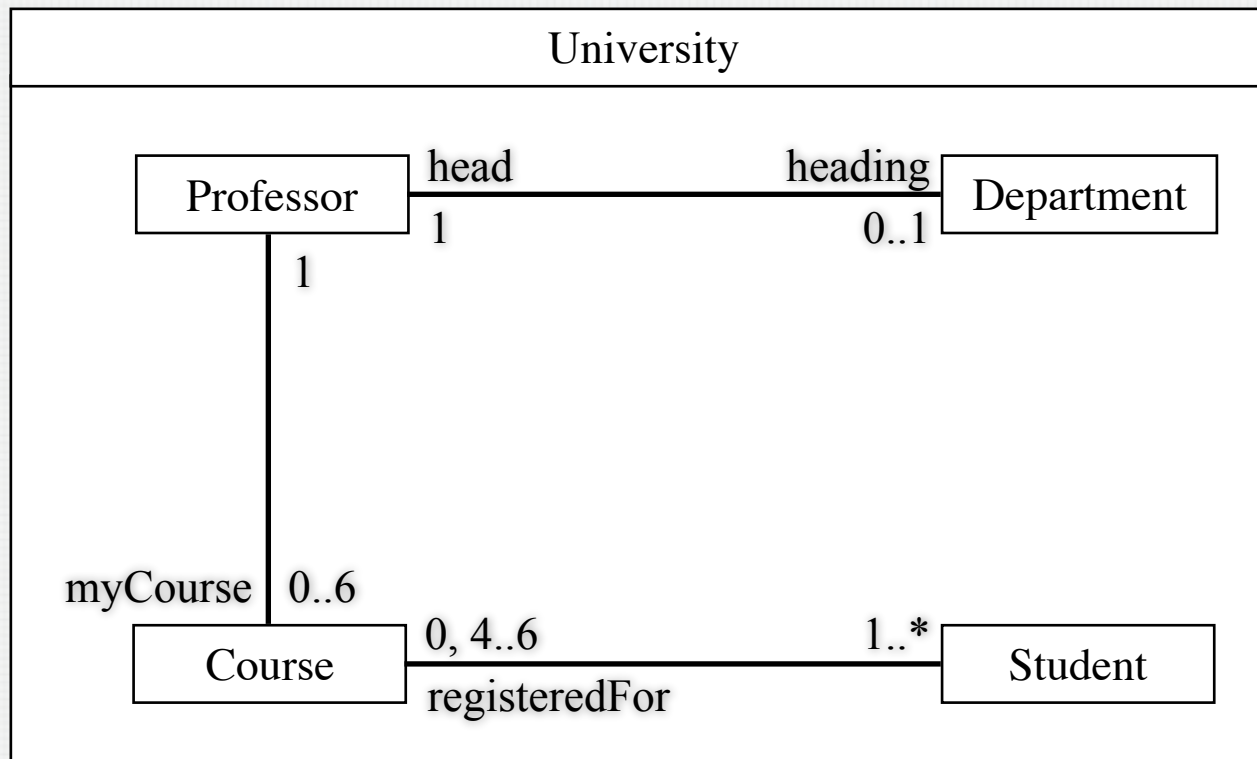 University
head heading
Professor Department
1 0..1
1
myCourse 0..6
0, 4..6 1..*
Course Student
registeredFor